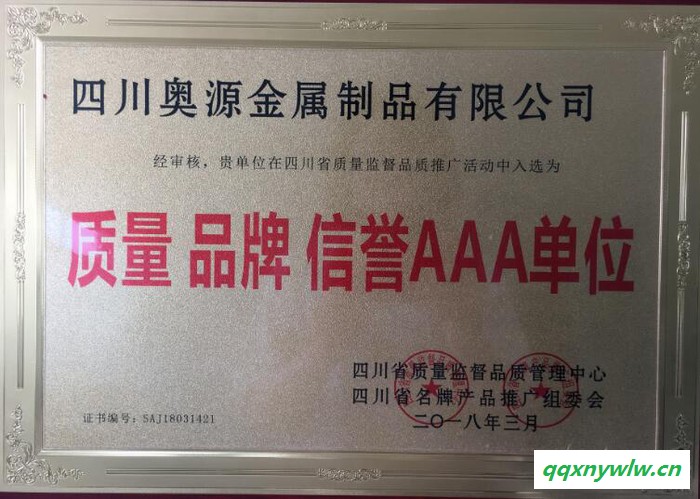 四川奥源金属制品有限公司
经审核，贵单位在四川省质量监督品质推广活动中入选为
质量 品牌 信誉AAA单位
四川省质量监督品质管理中心
四川省名牌产品推广组委会
二〇一八年三月
证书编号：SAJ18031421
qqxnywlw.cn